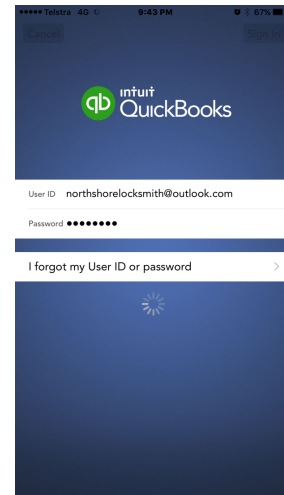 Telstra 4G 9:43 PM 67%
Cancel Sign In
qb intuit
QuickBooks
User ID northshorelocksmith@outlook.com
Password ●●●●●●●●
I forgot my User ID or password